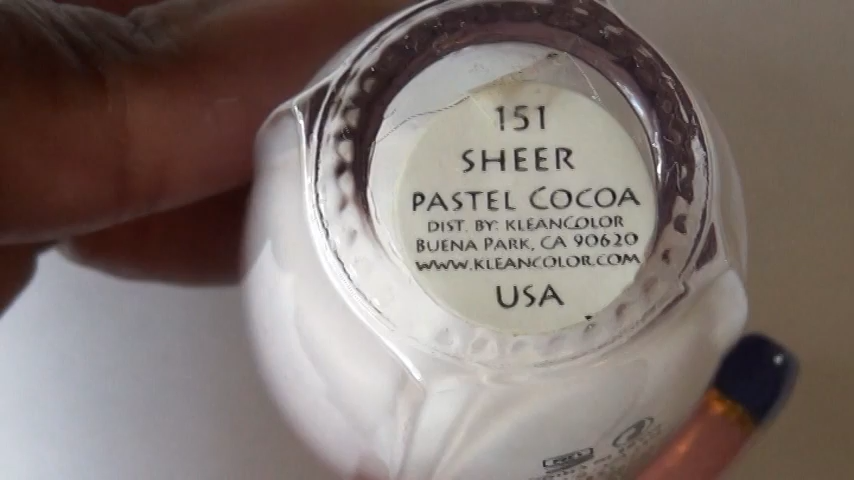 151
SHEER
PASTEL COCOA
DIST. BY: KLEANCOLOR
BUENA PARK, CA 90620
WWW.KLEANCOLOR.COM
USA